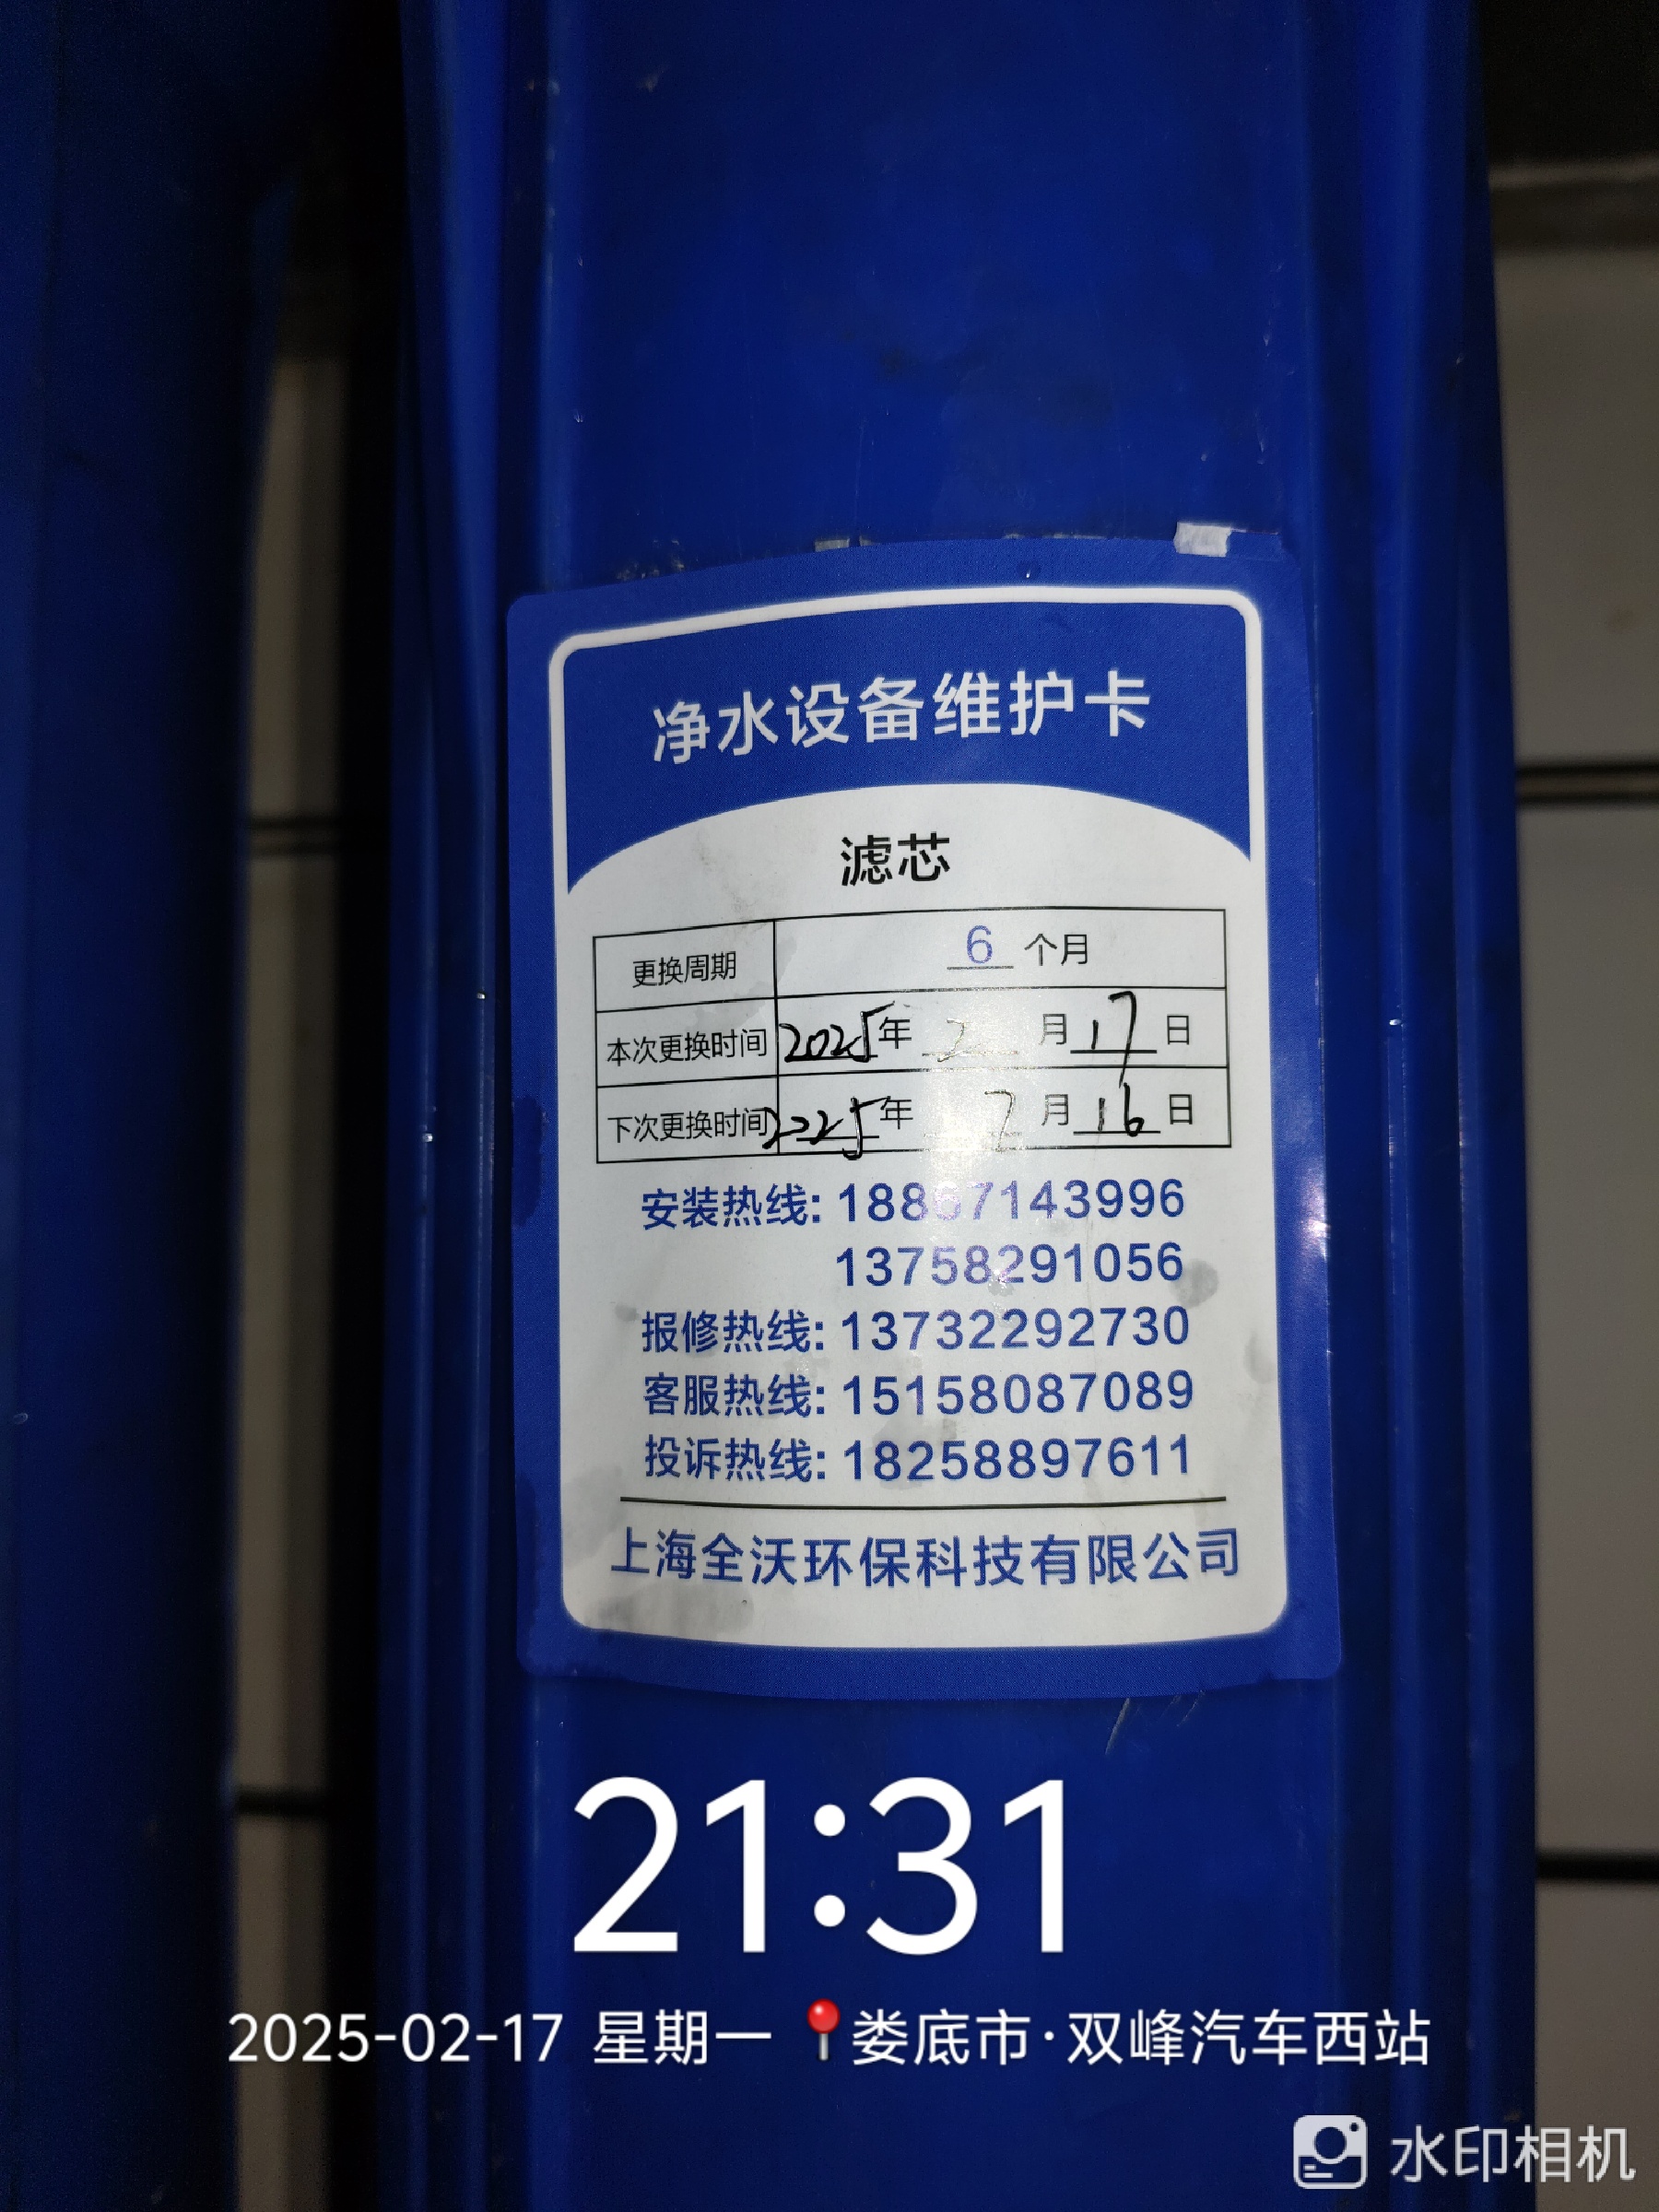 净水设备维护卡
滤芯
更换周期 6 个月
本次更换时间 2025年 2 月 17 日
下次更换时间 2025年 7 月 16 日
安装热线: 18867143996
13758291056
报修热线: 13732292730
客服热线: 15158087089
投诉热线: 18258897611
上海全沃环保科技有限公司
21:31
2025-02-17 星期一 📍娄底市·双峰汽车西站
水印相机